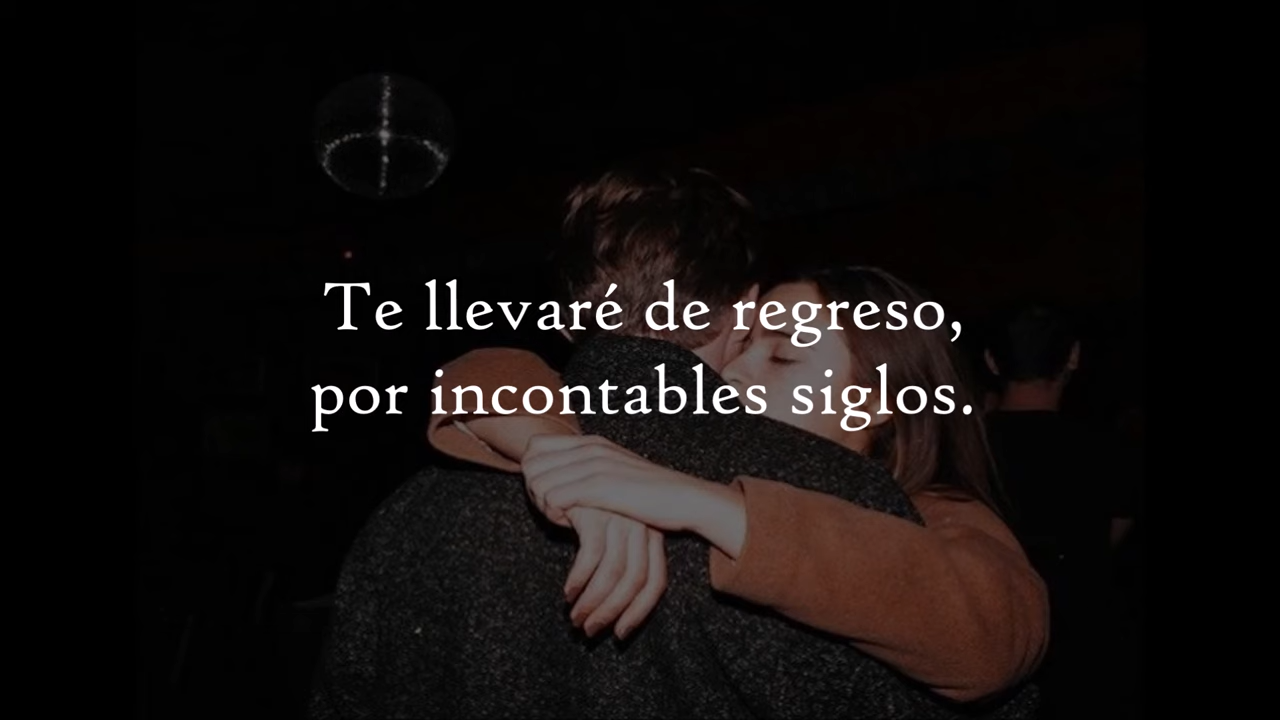 Te llevaré de regreso,
por incontables siglos.